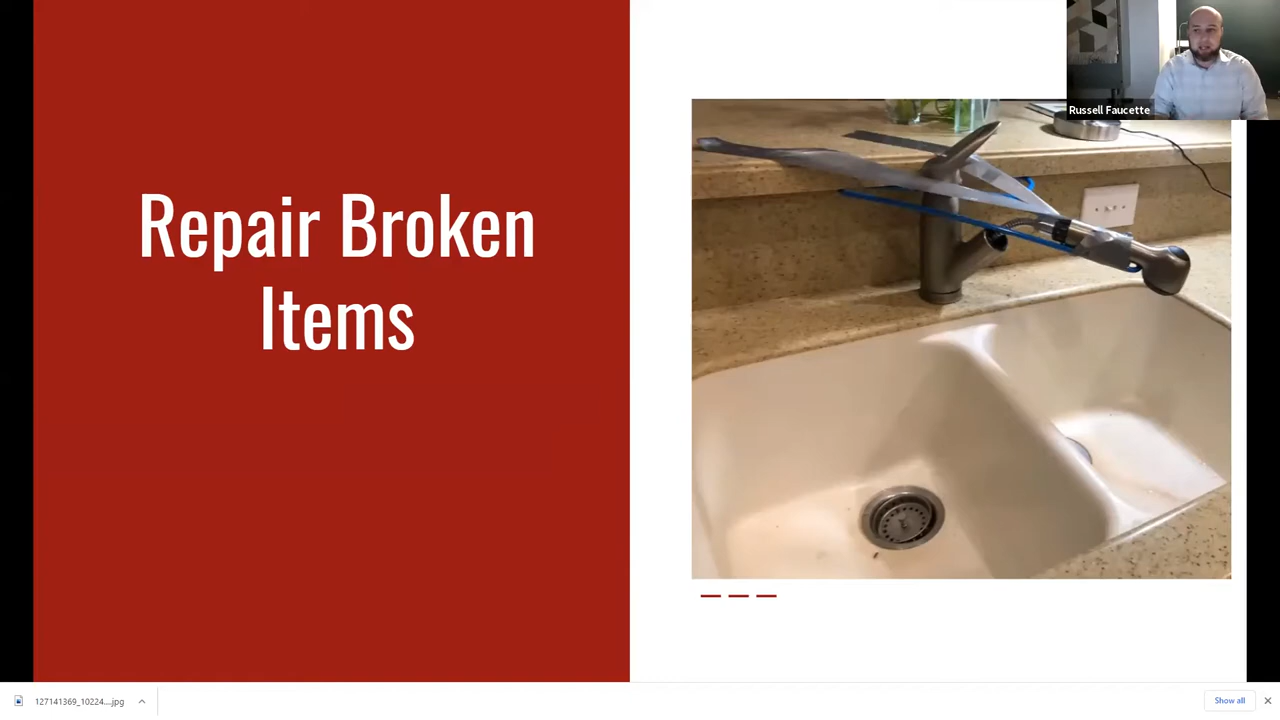 Russell Faucette
Repair Broken
Items
127141369_10224....jpg
Show all